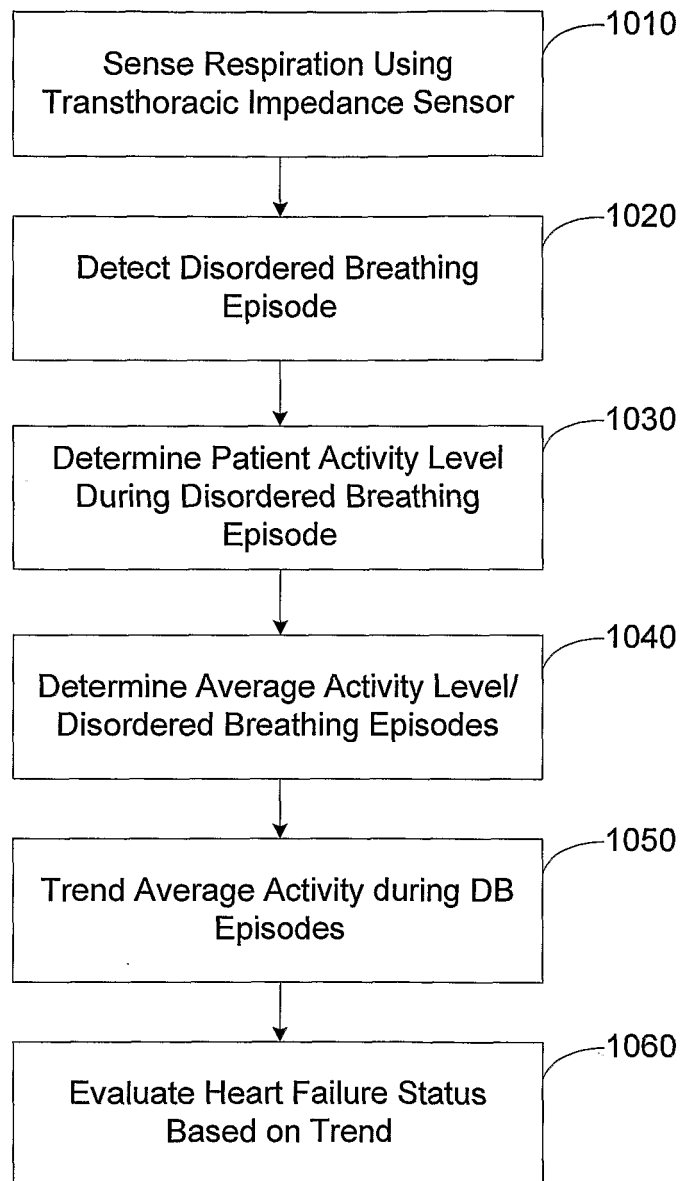 1010
Sense Respiration Using
Transthoracic Impedance Sensor
1020
Detect Disordered Breathing
Episode
1030
Determine Patient Activity Level
During Disordered Breathing
Episode
1040
Determine Average Activity Level/
Disordered Breathing Episodes
1050
Trend Average Activity during DB
Episodes
1060
Evaluate Heart Failure Status
Based on Trend